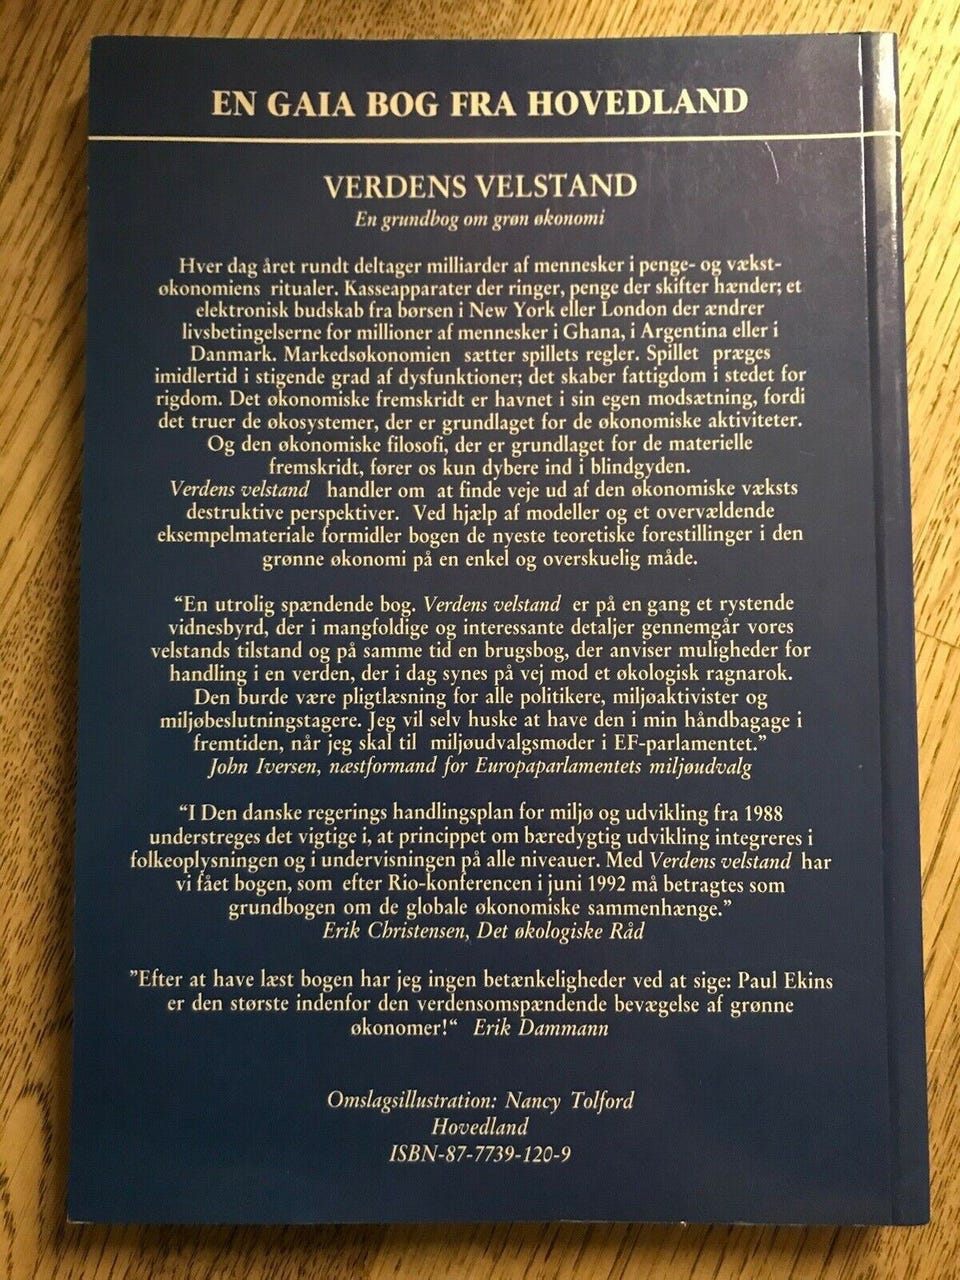 EN GAIA BOG FRA HOVEDLAND
VERDENS VELSTAND
En grundbog om grøn økonomi
Hver dag året rundt deltager milliarder af mennesker i penge- og vækst-
økonomiens ritualer. Kasseapparater der ringer, penge der skifter hænder; et
elektronisk budskab fra børsen i New York eller London der ændrer
livsbetingelserne for millioner af mennesker i Ghana, i Argentina eller i
Danmark. Markedsøkonomien sætter spillets regler. Spillet præges
imidlertid i stigende grad af dysfunktioner; det skaber fattigdom i stedet for
rigdom. Det økonomiske fremskridt er havnet i sin egen modsætning, fordi
det truer de økosystemer, der er grundlaget for de økonomiske aktiviteter.
Og den økonomiske filosofi, der er grundlaget for de materielle
fremskridt, fører os kun dybere ind i blindgyden.
Verdens velstand handler om at finde veje ud af den økonomiske væksts
destruktive perspektiver. Ved hjælp af modeller og et overvældende
eksempelmateriale formidler bogen de nyeste teoretiske forestillinger i den
grønne økonomi på en enkel og overskuelig måde.
“En utrolig spændende bog. Verdens velstand er på en gang et rystende
vidnesbyrd, der i mangfoldige og interessante detaljer gennemgår vores
velstands tilstand og på samme tid en brugsbog, der anviser muligheder for
handling i en verden, der i dag synes på vej mod et økologisk ragnarok.
Den burde være pligtlæsning for alle politikere, miljøaktivister og
miljøbeslutningstagere. Jeg vil selv huske at have den i min håndbagage i
fremtiden, når jeg skal til miljøudvalgsmøder i EF-parlamentet.”
John Iversen, næstformand for Europaparlamentets miljøudvalg
“I Den danske regerings handlingsplan for miljø og udvikling fra 1988
understreges det vigtige i, at princippet om bæredygtig udvikling integreres i
folkeoplysningen og i undervisningen på alle niveauer. Med Verdens velstand har
vi fået bogen, som efter Rio-konferencen i juni 1992 må betragtes som
grundbogen om de globale økonomiske sammenhænge.”
Erik Christensen, Det økologiske Råd
”Efter at have læst bogen har jeg ingen betænkeligheder ved at sige: Paul Ekins
er den største indenfor den verdensomspændende bevægelse af grønne
økonomer!“ Erik Dammann
Omslagsillustration: Nancy Tolford
Hovedland
ISBN-87-7739-120-9